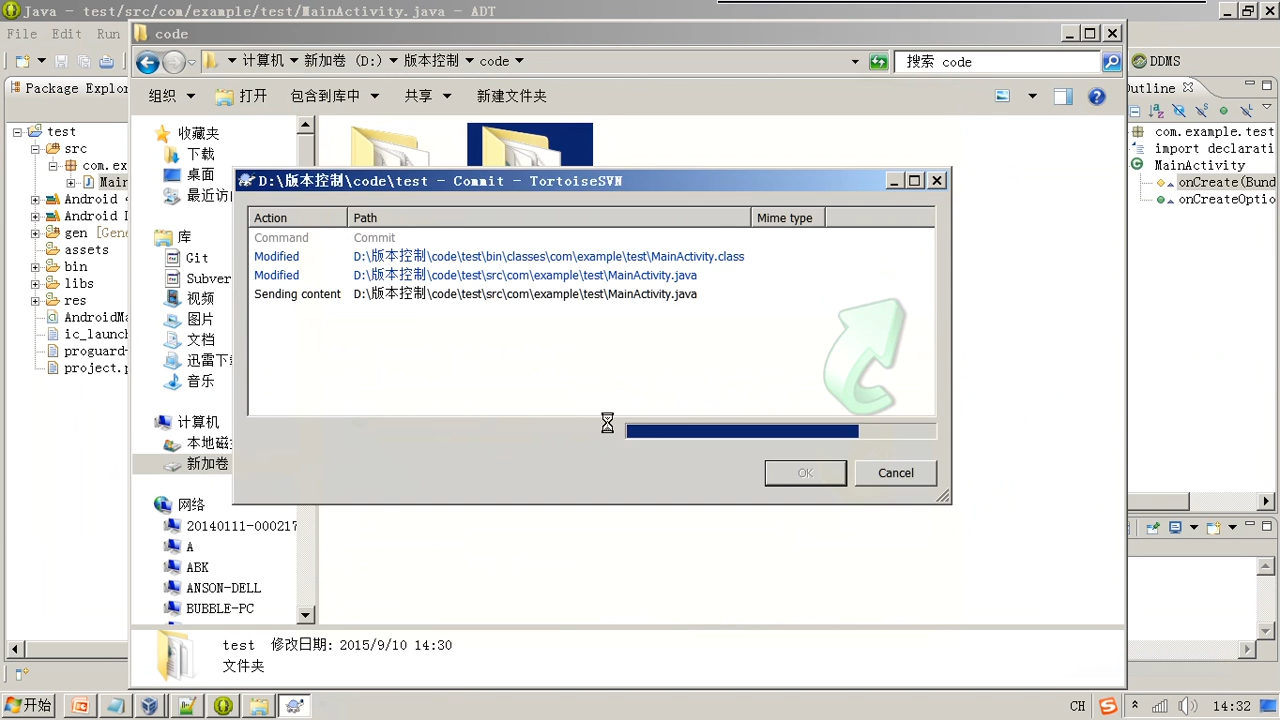 Java - test/src/com/example/test/MainActivity.java - ADT
File Edit Run
Package Explo
test
src
com.ex
Main
Android
Android
gen [Gene
assets
bin
libs
res
AndroidMa
ic_launch
proguard-
project.p
code
计算机 新加卷 (D:) 版本控制 code
搜索 code
组织 打开 包含到库中 共享 新建文件夹
收藏夹
下载
桌面
最近访
库
Git
Subver
视频
图片
文档
迅雷下
音乐
计算机
本地磁
新加卷
网络
20140111-000217
A
ABK
ANSON-DELL
BUBBLE-PC
D:\版本控制\code\test - Commit - TortoiseSVN
Action Path Mime type
Command Commit
Modified D:\版本控制\code\test\bin\classes\com\example\test\MainActivity.class
Modified D:\版本控制\code\test\src\com\example\test\MainActivity.java
Sending content D:\版本控制\code\test\src\com\example\test\MainActivity.java
OK Cancel
test 修改日期: 2015/9/10 14:30
文件夹
DDMS
Outline
com.example.test
import declarati
MainActivity
onCreate(Bund
onCreateOptio
开始
CH
14:32